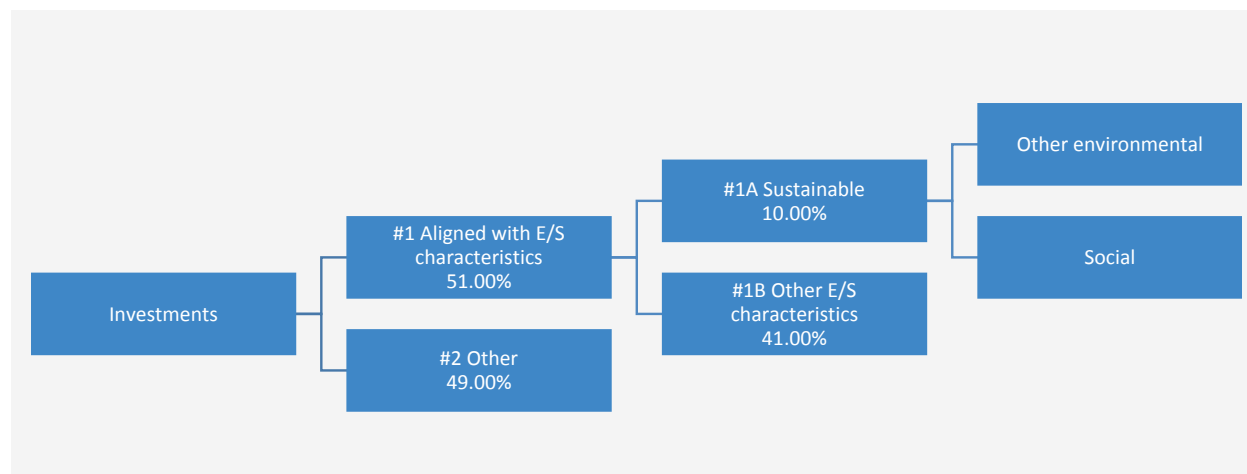 Investments
#1 Aligned with E/S
characteristics
51.00%
#2 Other
49.00%
#1A Sustainable
10.00%
#1B Other E/S
characteristics
41.00%
Other environmental
Social